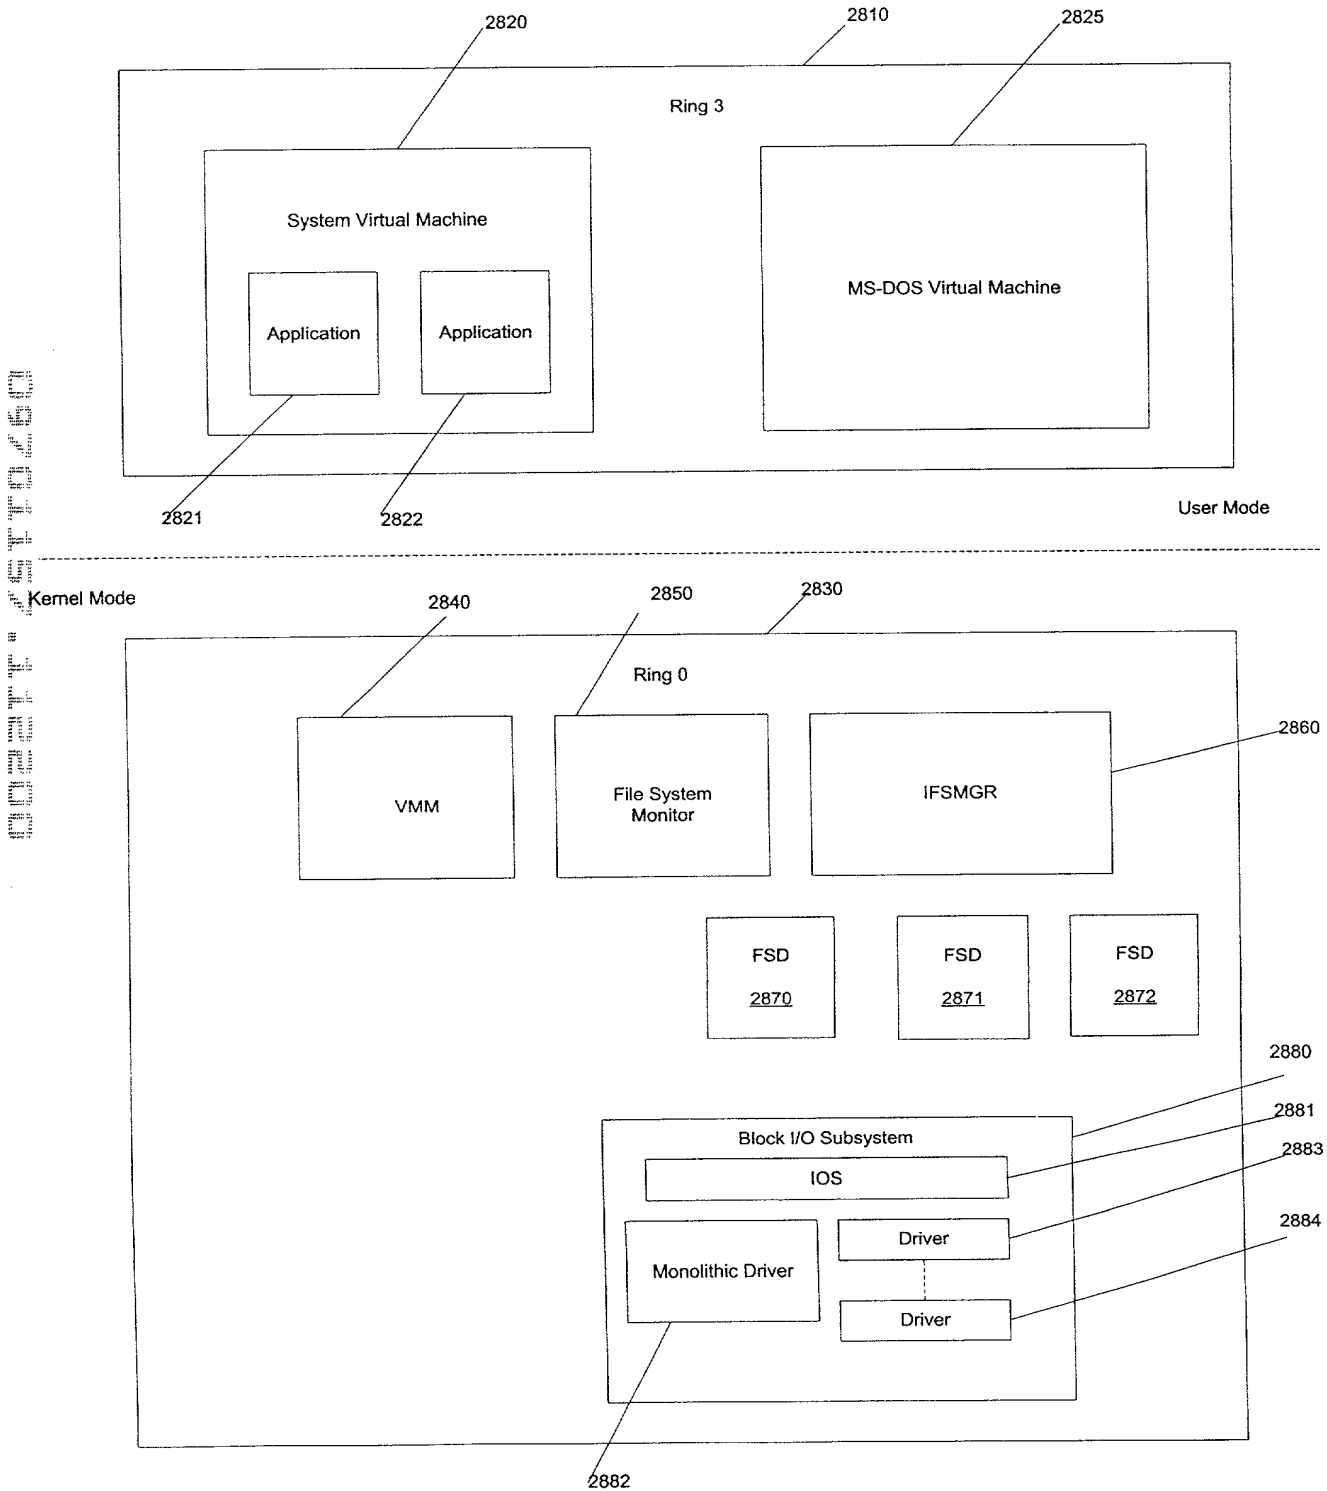 2820
2810
2825
Ring 3
System Virtual Machine
MS-DOS Virtual Machine
Application
Application
2821
2822
User Mode
Kernel Mode
2840
2850
2830
Ring 0
2860
VMM
File System
Monitor
IFSMGR
FSD
2870
FSD
2871
FSD
2872
2880
2881
Block I/O Subsystem
2883
IOS
2884
Driver
Monolithic Driver
Driver
2882